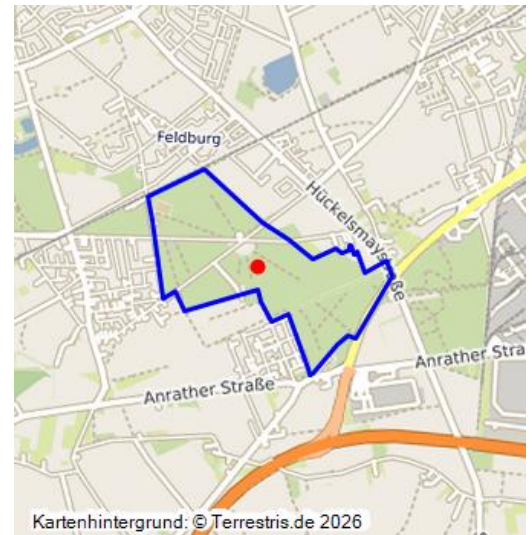 Feldburg
Hückelsmaystraße
Anrather Stra
Anrather Straße
Kartenhintergrund: © Terrestris.de 2026